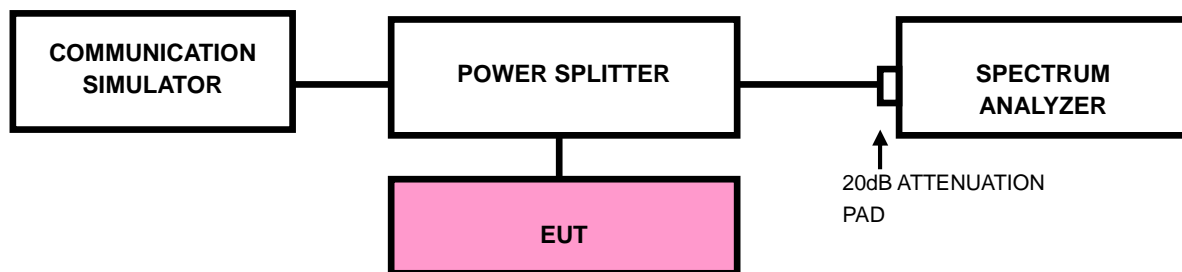 COMMUNICATION
SIMULATOR
POWER SPLITTER
SPECTRUM
ANALYZER
20dB ATTENUATION
PAD
EUT